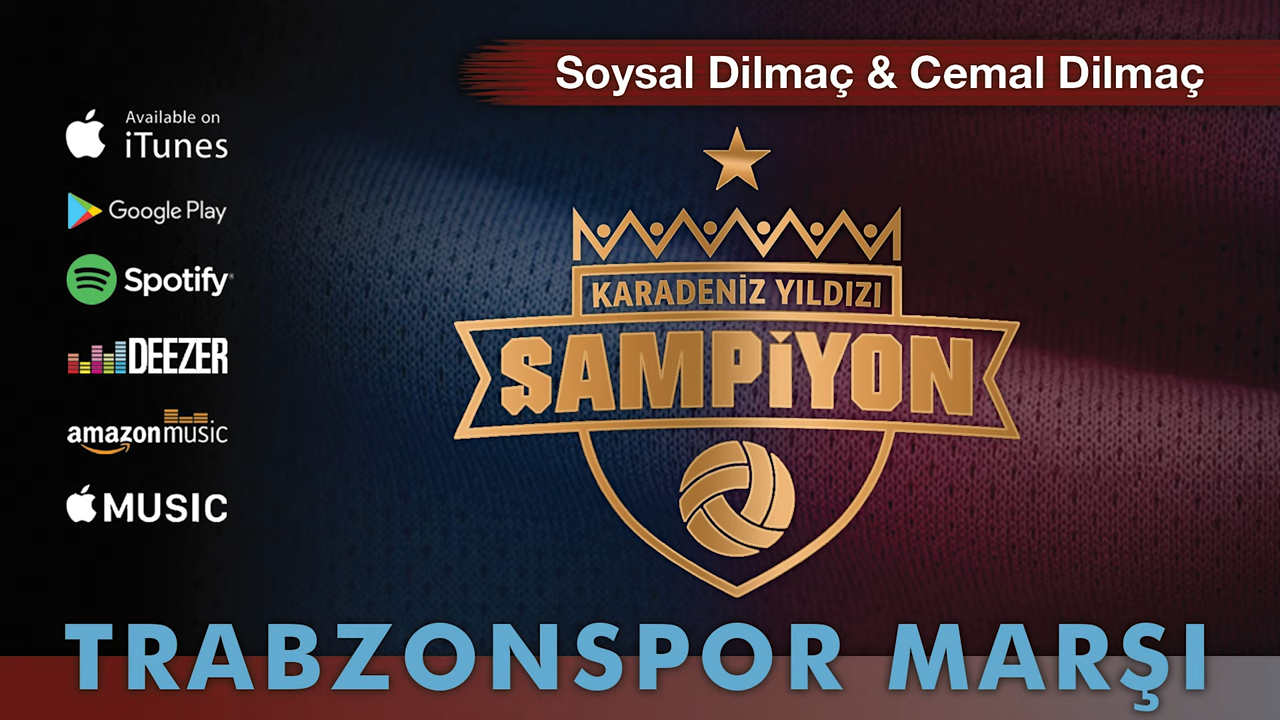 Soysal Dilmaç & Cemal Dilmaç
Available on
iTunes
Google Play
Spotify
DEEZER
amazonmusic
MUSIC
KARADENİZ YILDIZI
ŞAMPİYON
TRABZONSPOR MARŞI